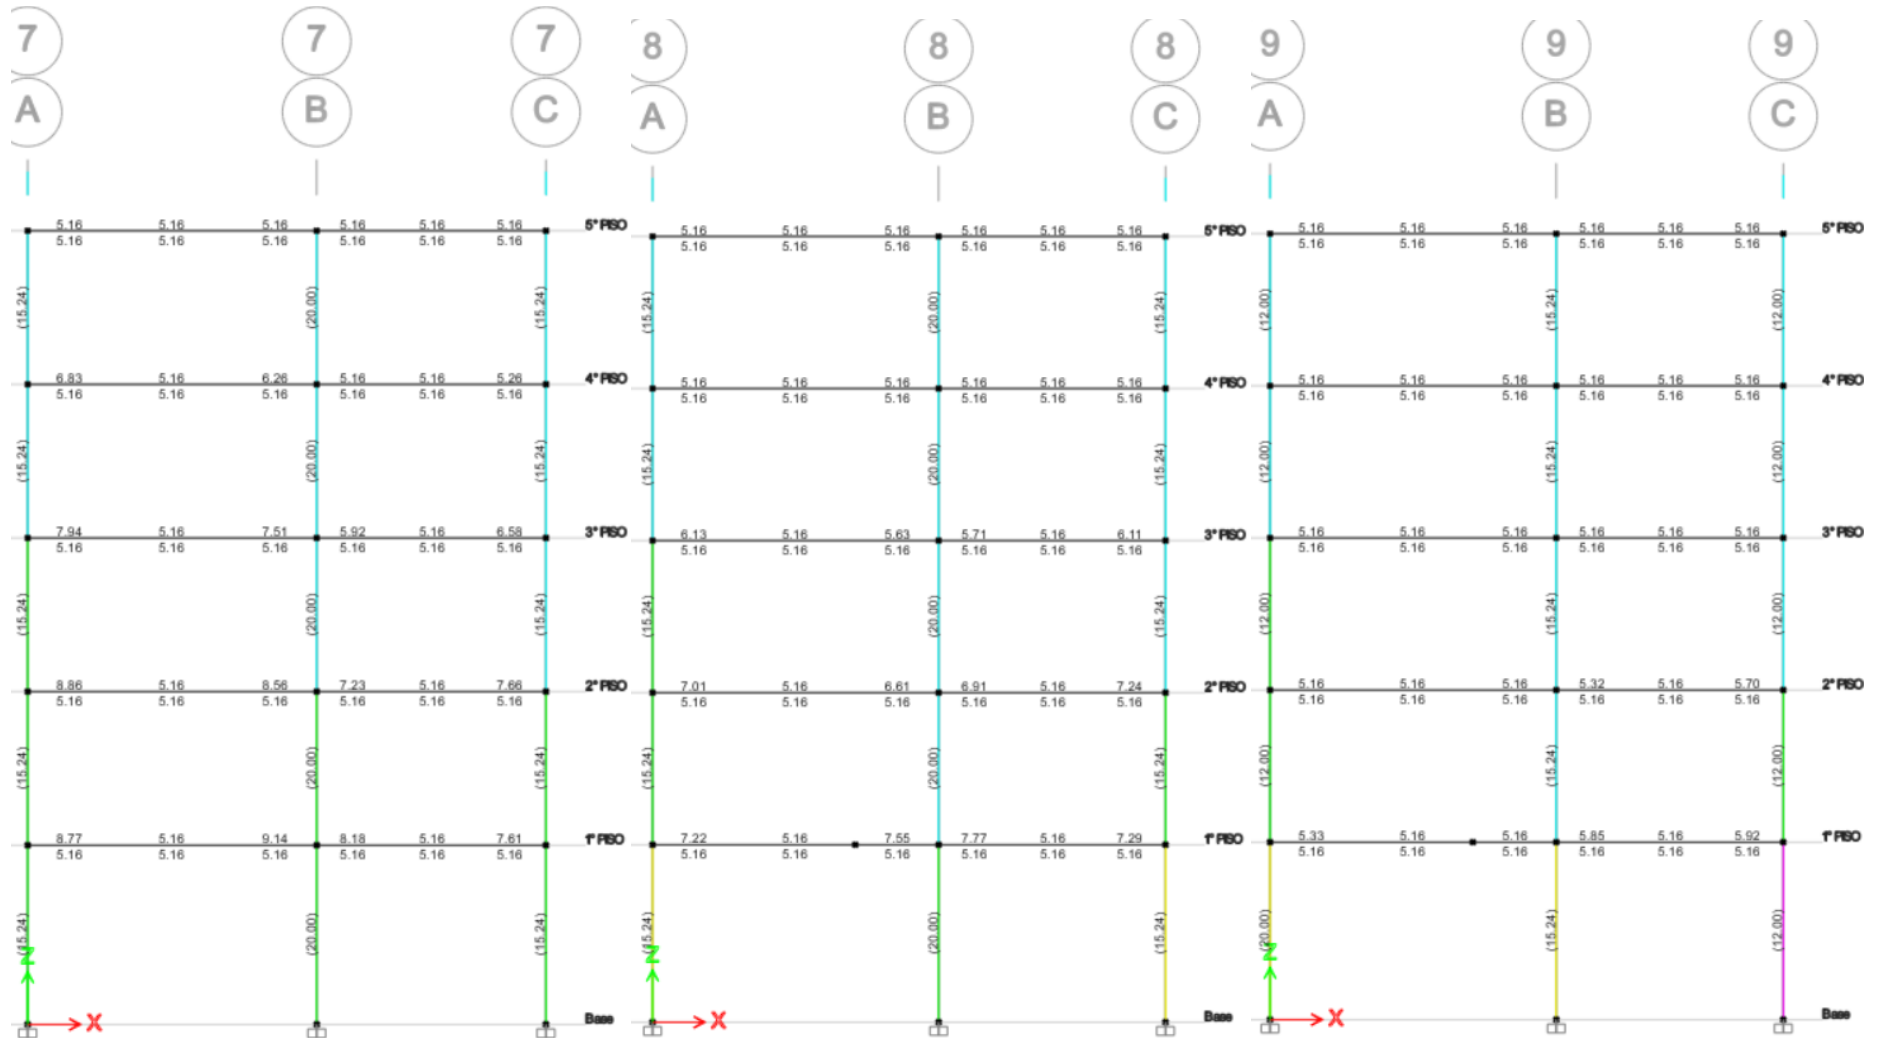 7 7 7
A B C
5.16 5.16 5.16 5.16 5.16 5.16 5° PISO
5.16 5.16 5.16 5.16 5.16 5.16
(15.24) (20.00) (15.24)
6.83 5.16 6.26 5.16 5.16 5.26 4° PISO
5.16 5.16 5.16 5.16 5.16 5.16
(15.24) (20.00) (15.24)
7.94 5.16 7.51 5.92 5.16 6.58 3° PISO
5.16 5.16 5.16 5.16 5.16 5.16
(15.24) (20.00) (15.24)
8.86 5.16 8.56 7.23 5.16 7.66 2° PISO
5.16 5.16 5.16 5.16 5.16 5.16
(15.24) (20.00) (15.24)
8.77 5.16 9.14 8.18 5.16 7.61 1° PISO
5.16 5.16 5.16 5.16 5.16 5.16
(15.24) (20.00) (15.24)
Z
X Base
8 8 8
A B C
5.16 5.16 5.16 5.16 5.16 5.16 5° PISO
5.16 5.16 5.16 5.16 5.16 5.16
(15.24) (20.00) (15.24)
5.16 5.16 5.16 5.16 5.16 5.16 4° PISO
5.16 5.16 5.16 5.16 5.16 5.16
(15.24) (20.00) (15.24)
6.13 5.16 5.63 5.71 5.16 6.11 3° PISO
5.16 5.16 5.16 5.16 5.16 5.16
(15.24) (20.00) (15.24)
7.01 5.16 6.61 6.91 5.16 7.24 2° PISO
5.16 5.16 5.16 5.16 5.16 5.16
(15.24) (20.00) (15.24)
7.22 5.16 7.55 7.77 5.16 7.29 1° PISO
5.16 5.16 5.16 5.16 5.16 5.16
(15.24) (20.00) (15.24)
Z
X Base
9 9 9
A B C
5.16 5.16 5.16 5.16 5.16 5.16 5° PISO
5.16 5.16 5.16 5.16 5.16 5.16
(12.00) (15.24) (12.00)
5.16 5.16 5.16 5.16 5.16 5.16 4° PISO
5.16 5.16 5.16 5.16 5.16 5.16
(12.00) (15.24) (12.00)
5.16 5.16 5.16 5.16 5.16 5.16 3° PISO
5.16 5.16 5.16 5.16 5.16 5.16
(12.00) (15.24) (12.00)
5.16 5.16 5.16 5.32 5.16 5.70 2° PISO
5.16 5.16 5.16 5.16 5.16 5.16
(12.00) (15.24) (12.00)
5.33 5.16 5.16 5.85 5.16 5.92 1° PISO
5.16 5.16 5.16 5.16 5.16 5.16
(20.00) (15.24) (12.00)
Z
X Base